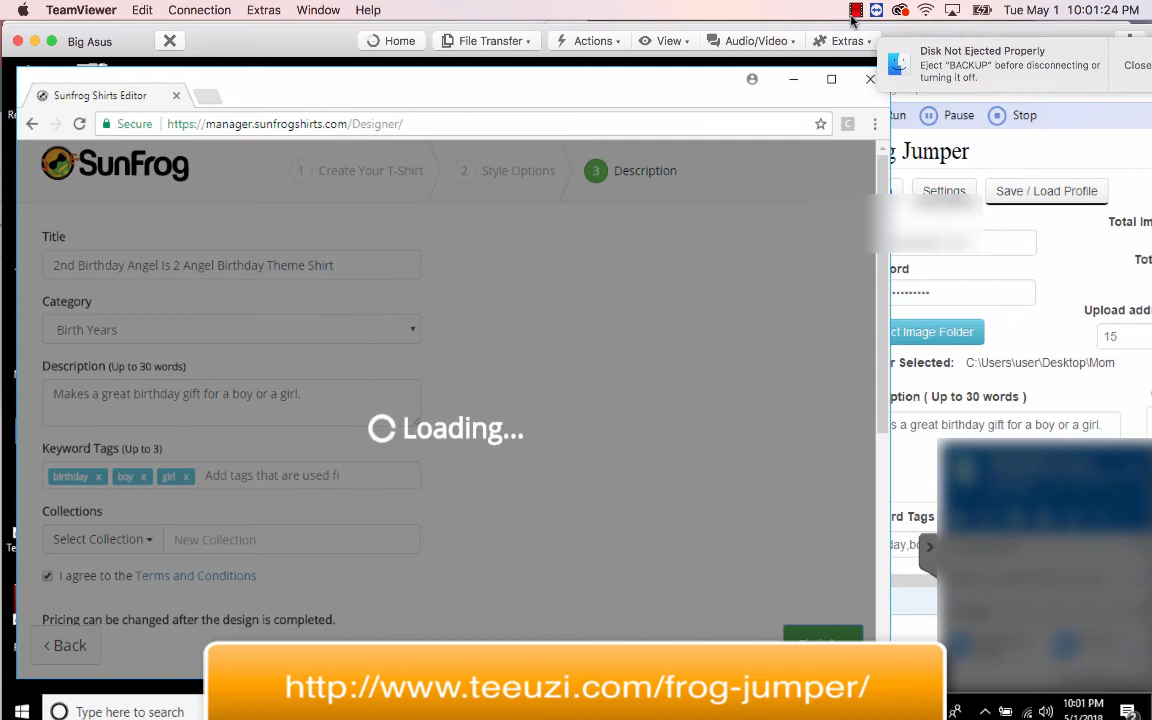 TeamViewer Edit Connection Extras Window Help Tue May 1 10:01:24 PM
Big Asus Home File Transfer Actions View Audio/Video Extras
Disk Not Ejected Properly
Eject "BACKUP" before disconnecting or
turning it off.
Close
Sunfrog Shirts Editor
Secure https://manager.sunfrogshirts.com/Designer/
Pause Stop
Jumper
SunFrog 1 Create Your T-Shirt 2 Style Options 3 Description
Settings Save / Load Profile
Title
2nd Birthday Angel Is 2 Angel Birthday Theme Shirt
Category
Birth Years
Description (Up to 30 words)
Makes a great birthday gift for a boy or a girl.
Loading...
Keyword Tags (Up to 3)
birthday x boy x girl x Add tags that are used
Collections
Select Collection New Collection
I agree to the Terms and Conditions
Pricing can be changed after the design is completed.
< Back
Upload
15
Image Folder
Selected: C:\Users\user\Desktop\Mom
( Up to 30 words )
a great birthday gift for a boy or a girl.
Tags
http://www.teeuzi.com/frog-jumper/
Type here to search
10:01 PM
5/1/2018